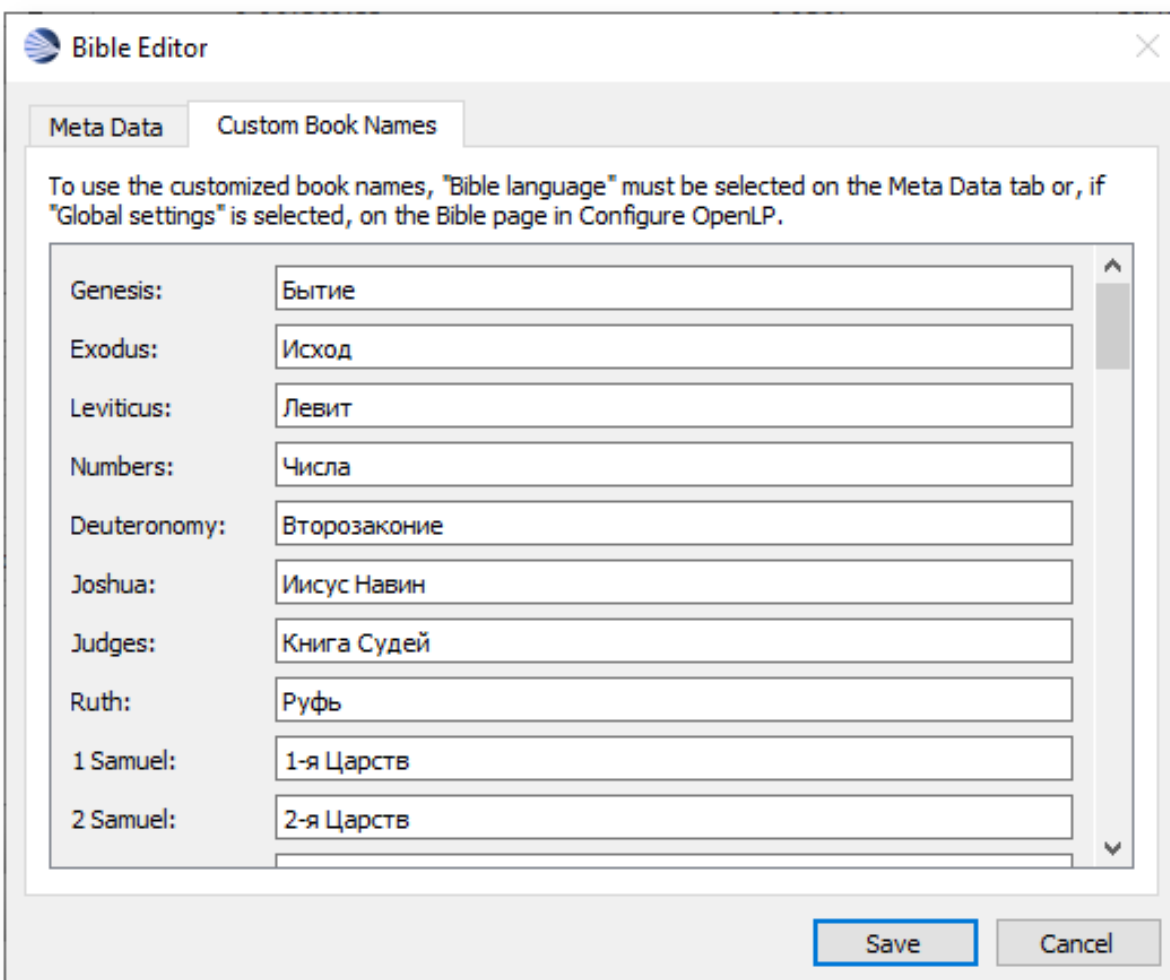 Bible Editor
Meta Data Custom Book Names
To use the customized book names, "Bible language" must be selected on the Meta Data tab or, if
"Global settings" is selected, on the Bible page in Configure OpenLP.
Genesis: Бытие
Exodus: Исход
Leviticus: Левит
Numbers: Числа
Deuteronomy: Второзаконие
Joshua: Иисус Навин
Judges: Книга Судей
Ruth: Руфь
1 Samuel: 1-я Царств
2 Samuel: 2-я Царств
Save Cancel